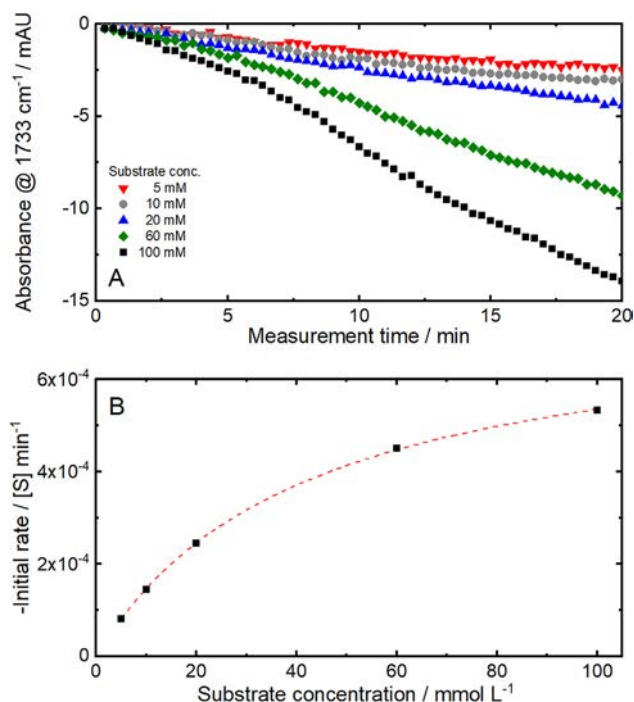 0
-5
-10
-15
Absorbance @ 1733 cm⁻¹ / mAU
Substrate conc.
5 mM
10 mM
20 mM
60 mM
100 mM
A
0
5
10
15
20
Measurement time / min
B
6x10⁻⁴
4x10⁻⁴
2x10⁻⁴
0
-Initial rate / [S] min⁻¹
0
20
40
60
80
100
Substrate concentration / mmol L⁻¹